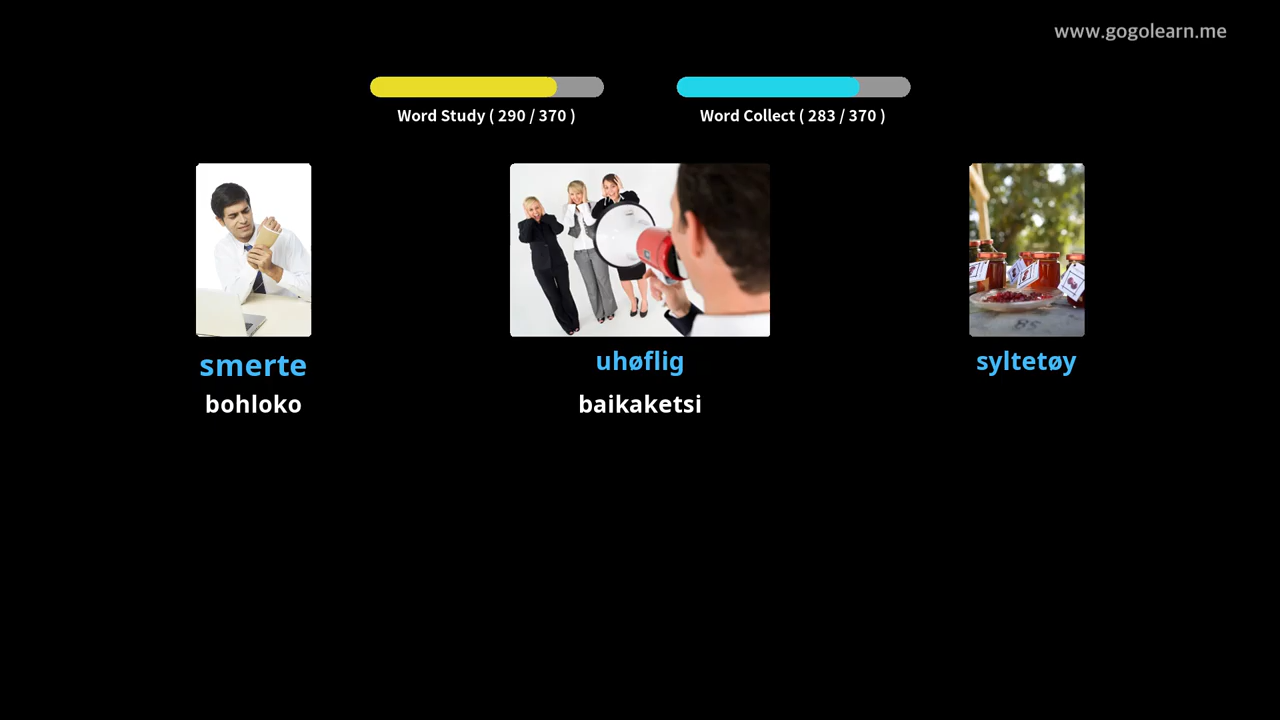 www.gogolearn.me
Word Study ( 290 / 370 )
Word Collect ( 283 / 370 )
smerte
uhøflig
syltetøy
bohloko
baikaketsi